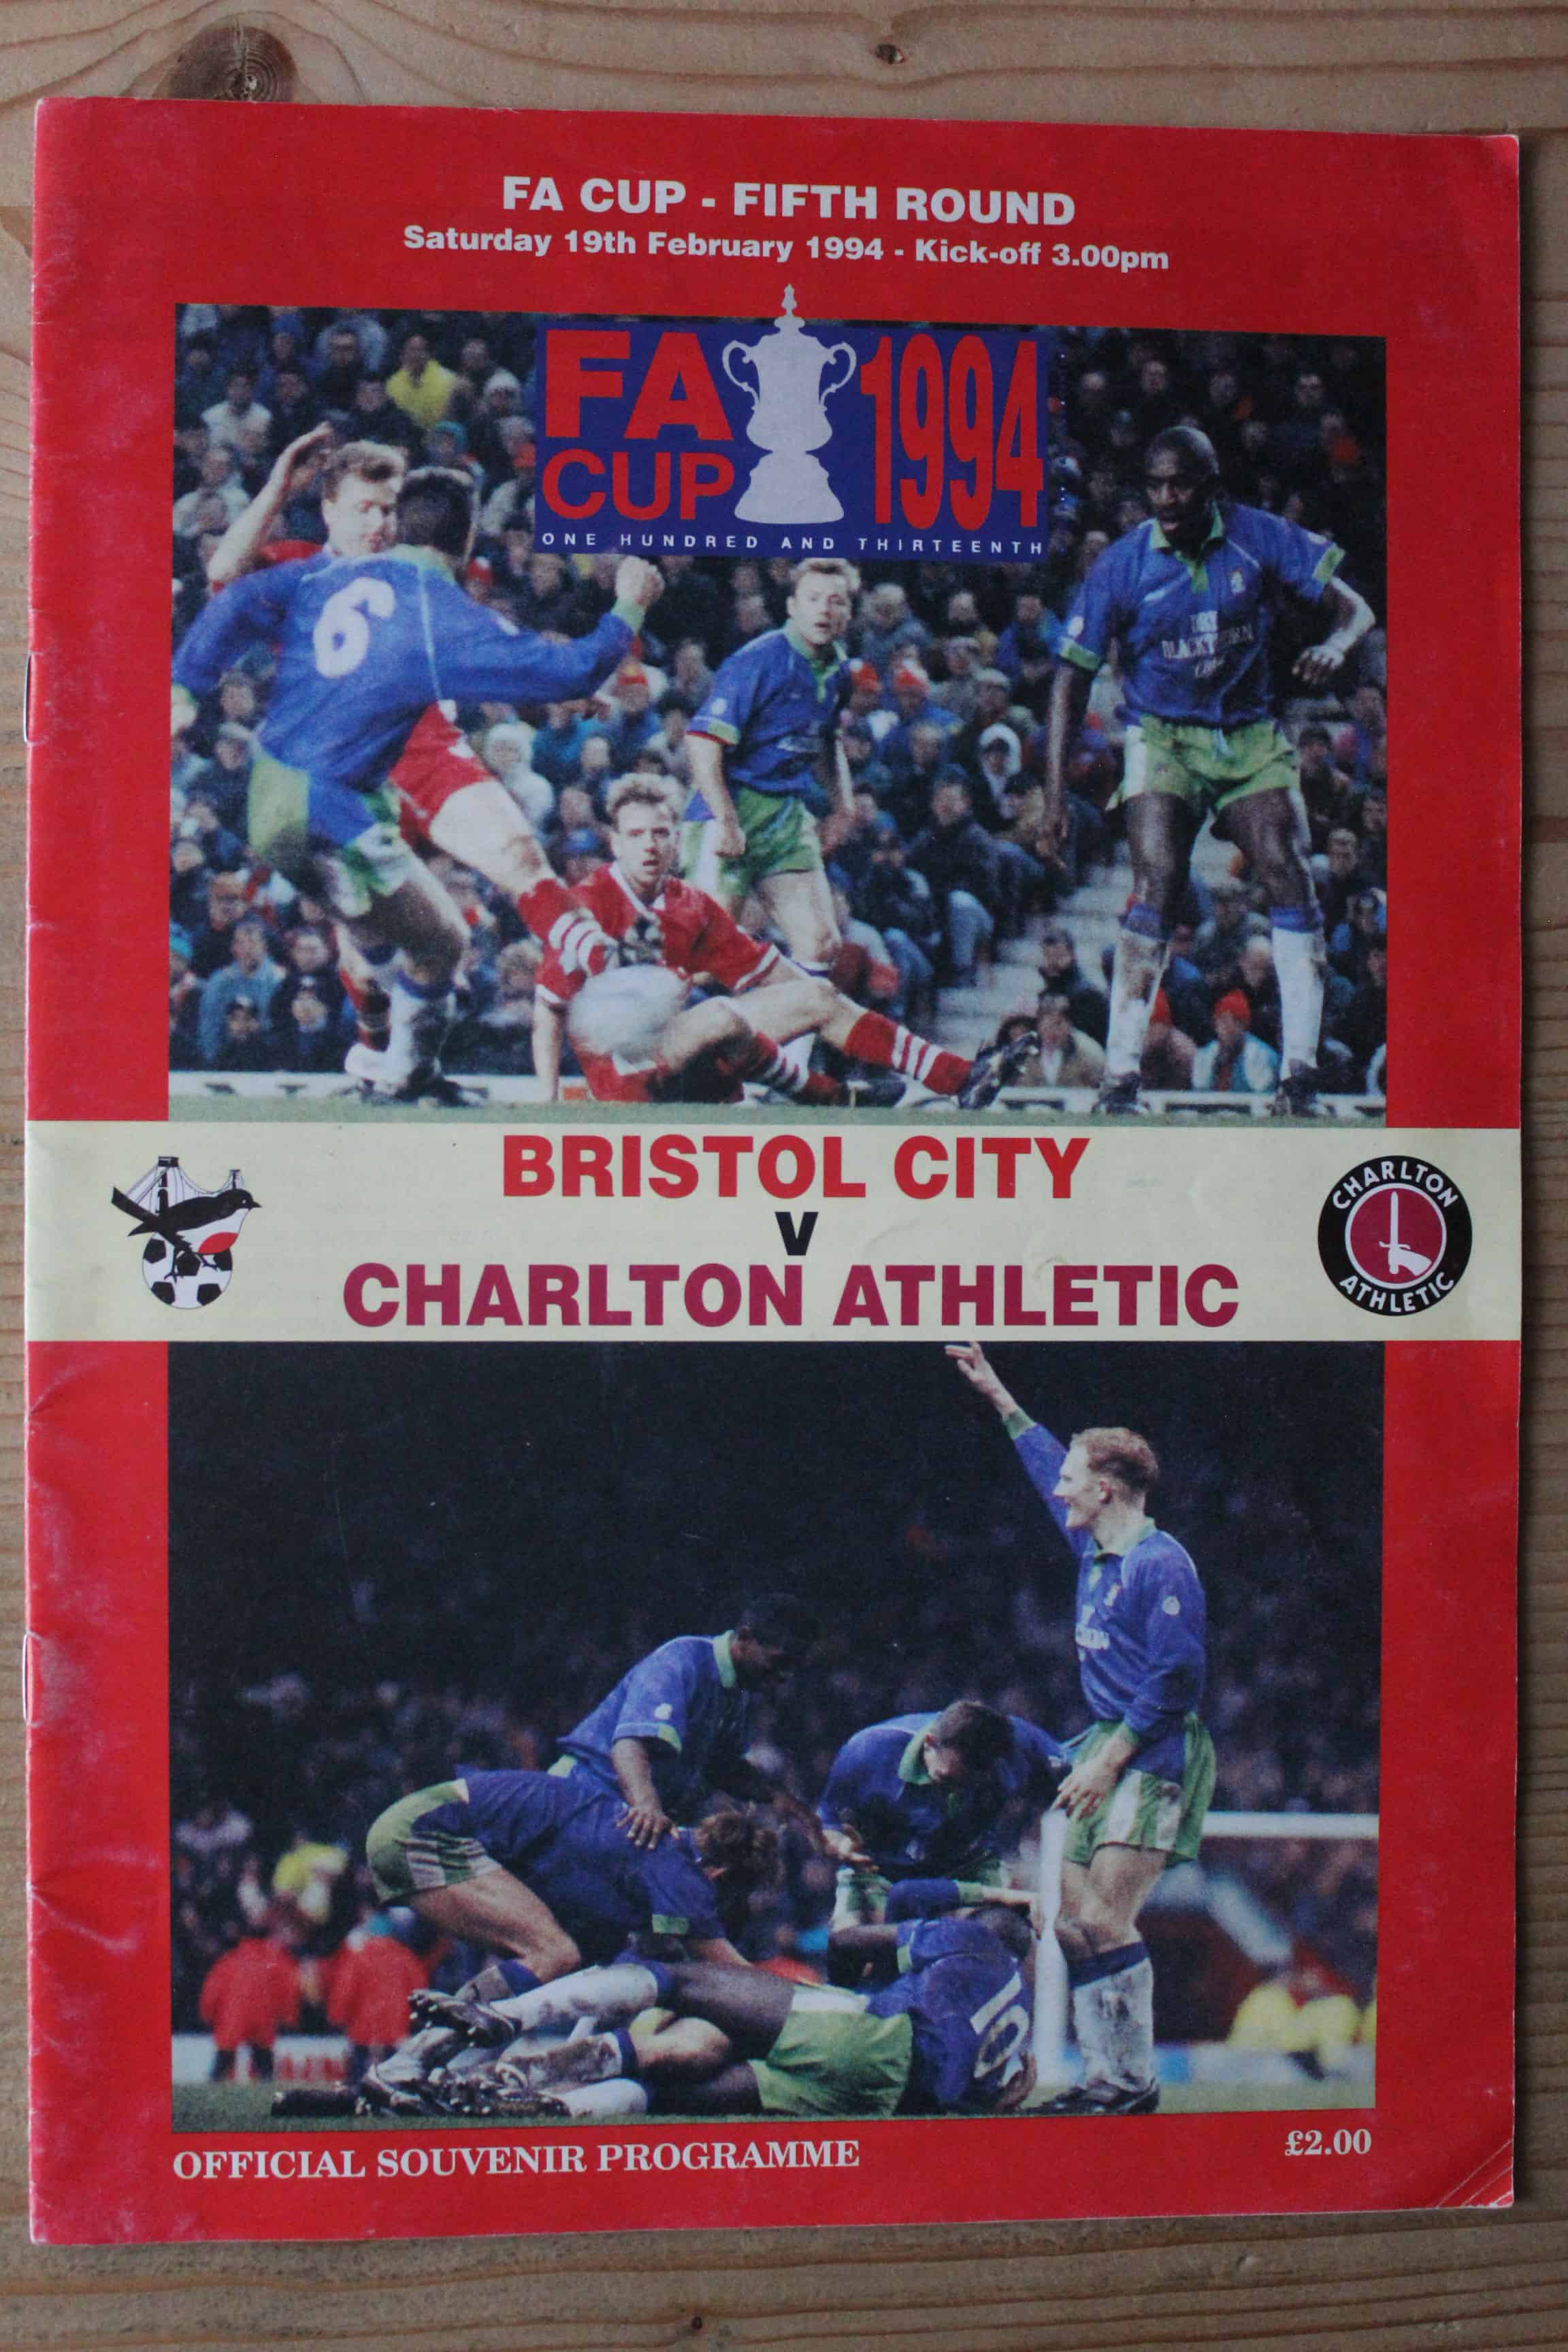 FA CUP - FIFTH ROUND
Saturday 19th February 1994 - Kick-off 3.00pm
FA
CUP
1994
ONE HUNDRED AND THIRTEENTH
6
BRISTOL CITY
V
CHARLTON ATHLETIC
CHARLTON
ATHLETIC
10
OFFICIAL SOUVENIR PROGRAMME
£2.00